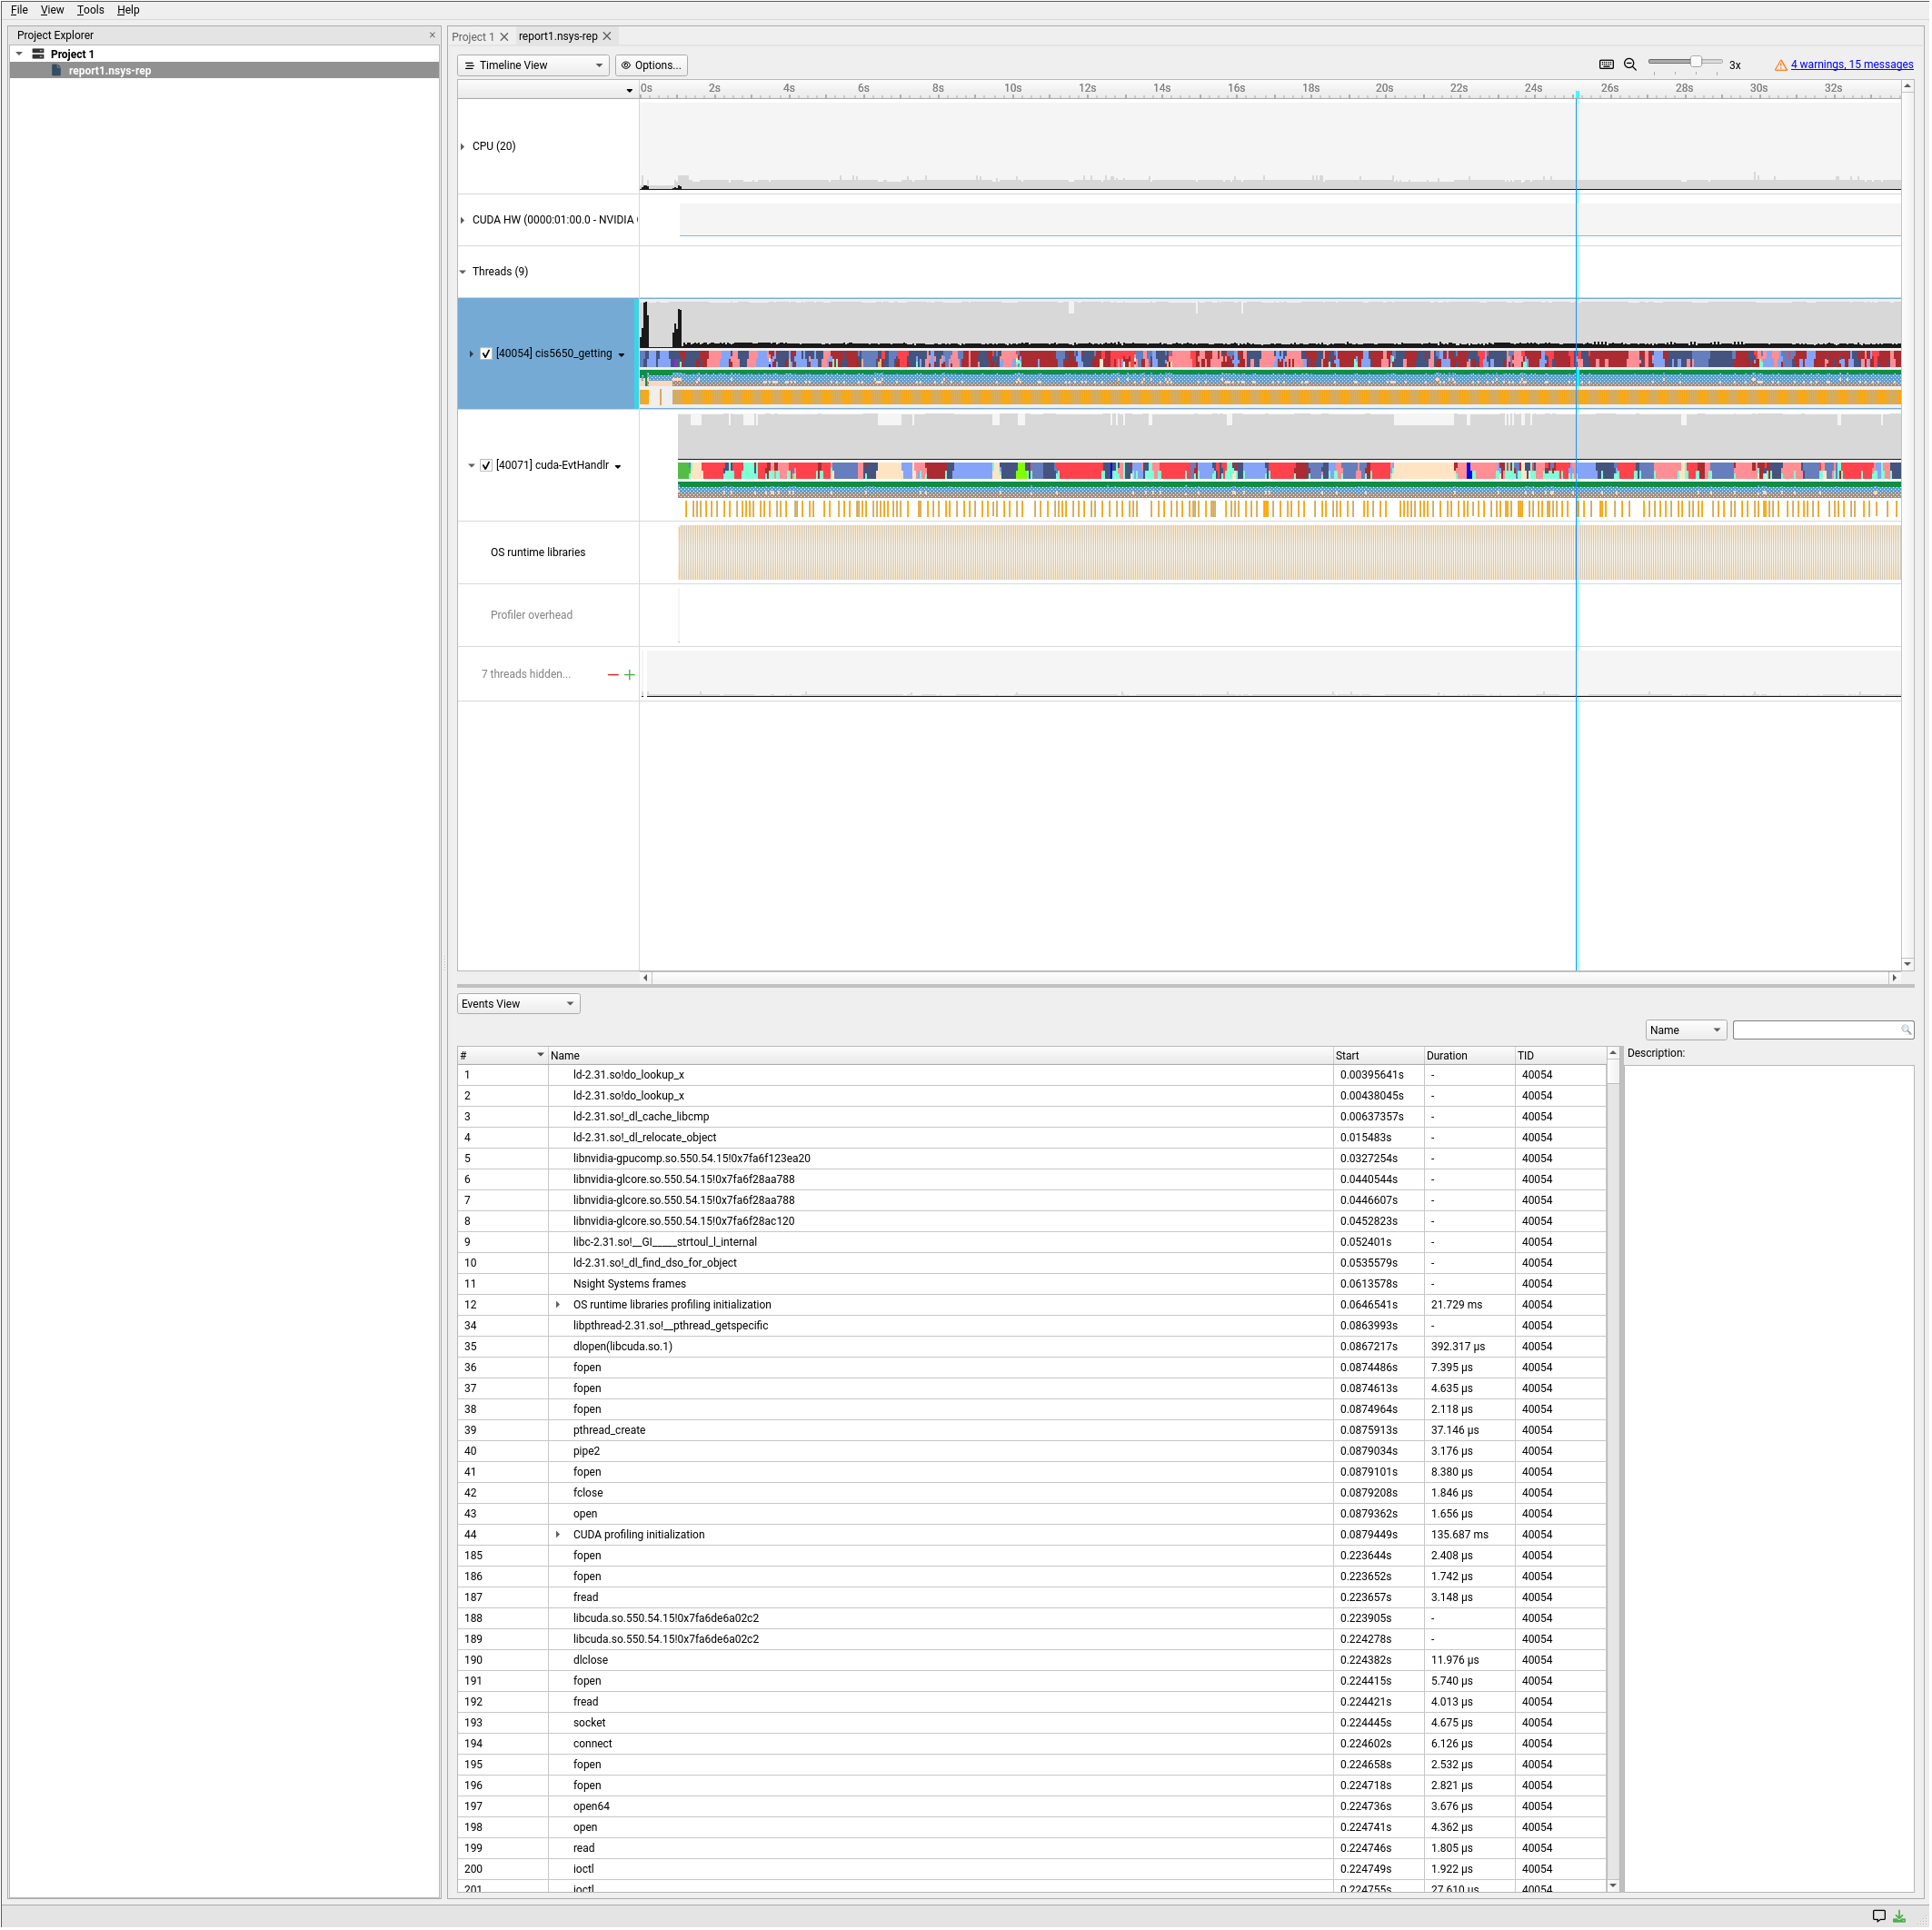 File View Tools Help
Project Explorer ×
Project 1
report1.nsys-rep
Project 1 report1.nsys-rep
Timeline View Options... 3x 4 warnings, 15 messages
0s 2s 4s 6s 8s 10s 12s 14s 16s 18s 20s 22s 24s 26s 28s 30s 32s
CPU (20)
CUDA HW (0000:01:00.0 - NVIDIA
Threads (9)
[40054] cis5650_getting
[40071] cuda-EvtHandlr
OS runtime libraries
Profiler overhead
7 threads hidden...
Events View
Name
# Name Start Duration TID Description:
1 ld-2.31.so!do_lookup_x 0.00395641s - 40054
2 ld-2.31.so!do_lookup_x 0.00438045s - 40054
3 ld-2.31.so!_dl_cache_libcmp 0.00637357s - 40054
4 ld-2.31.so!_dl_relocate_object 0.015483s - 40054
5 libnvidia-gpucomp.so.550.54.15!0x7fa6f123ea20 0.0327254s - 40054
6 libnvidia-glcore.so.550.54.15!0x7fa6f28aa788 0.0440544s - 40054
7 libnvidia-glcore.so.550.54.15!0x7fa6f28aa788 0.0446607s - 40054
8 libnvidia-glcore.so.550.54.15!0x7fa6f28ac120 0.0452823s - 40054
9 libc-2.31.so!__GI_____strtoul_l_internal 0.052401s - 40054
10 ld-2.31.so!_dl_find_dso_for_object 0.0535579s - 40054
11 Nsight Systems frames 0.0613578s - 40054
12 OS runtime libraries profiling initialization 0.0646541s 21.729 ms 40054
34 libpthread-2.31.so!__pthread_getspecific 0.0863993s - 40054
35 dlopen(libcuda.so.1) 0.0867217s 392.317 µs 40054
36 fopen 0.0874486s 7.395 µs 40054
37 fopen 0.0874613s 4.635 µs 40054
38 fopen 0.0874964s 2.118 µs 40054
39 pthread_create 0.0875913s 37.146 µs 40054
40 pipe2 0.0879034s 3.176 µs 40054
41 fopen 0.0879101s 8.380 µs 40054
42 fclose 0.0879208s 1.846 µs 40054
43 open 0.0879362s 1.656 µs 40054
44 CUDA profiling initialization 0.0879449s 135.687 ms 40054
185 fopen 0.223644s 2.408 µs 40054
186 fopen 0.223652s 1.742 µs 40054
187 fread 0.223657s 3.148 µs 40054
188 libcuda.so.550.54.15!0x7fa6de6a02c2 0.223905s - 40054
189 libcuda.so.550.54.15!0x7fa6de6a02c2 0.224278s - 40054
190 dlclose 0.224382s 11.976 µs 40054
191 fopen 0.224415s 5.740 µs 40054
192 fread 0.224421s 4.013 µs 40054
193 socket 0.224445s 4.675 µs 40054
194 connect 0.224602s 6.126 µs 40054
195 fopen 0.224658s 2.532 µs 40054
196 fopen 0.224718s 2.821 µs 40054
197 open64 0.224736s 3.676 µs 40054
198 open 0.224741s 4.362 µs 40054
199 read 0.224746s 1.805 µs 40054
200 ioctl 0.224749s 1.922 µs 40054
201 ioctl 0.224755s 27.610 µs 40054